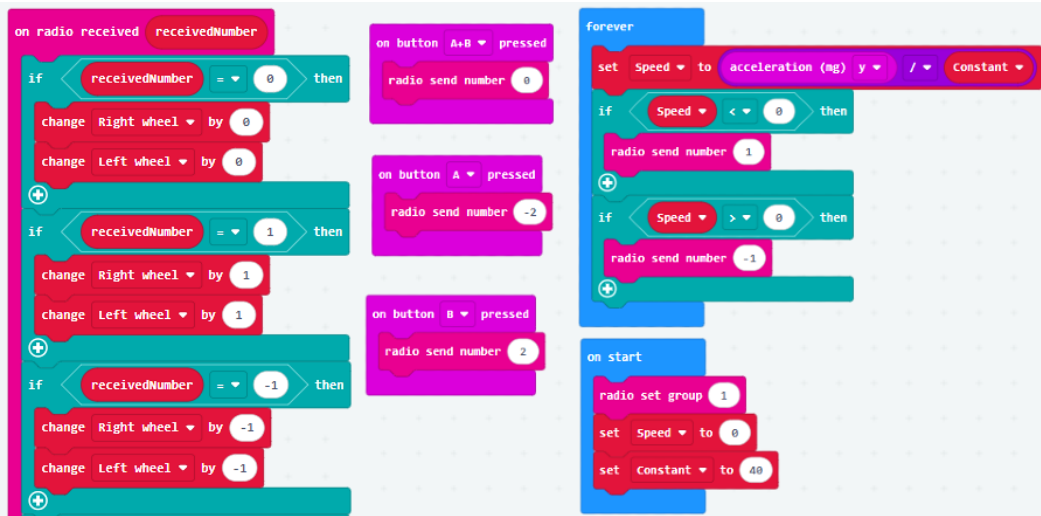 on radio received receivedNumber
if receivedNumber = 0 then
change Right wheel by 0
change Left wheel by 0
if receivedNumber = 1 then
change Right wheel by 1
change Left wheel by 1
if receivedNumber = -1 then
change Right wheel by -1
change Left wheel by -1
on button A+B pressed
radio send number 0
on button A pressed
radio send number -2
on button B pressed
radio send number 2
forever
set Speed to acceleration (mg) y / Constant
if Speed < 0 then
radio send number 1
if Speed > 0 then
radio send number -1
on start
radio set group 1
set Speed to 0
set Constant to 40